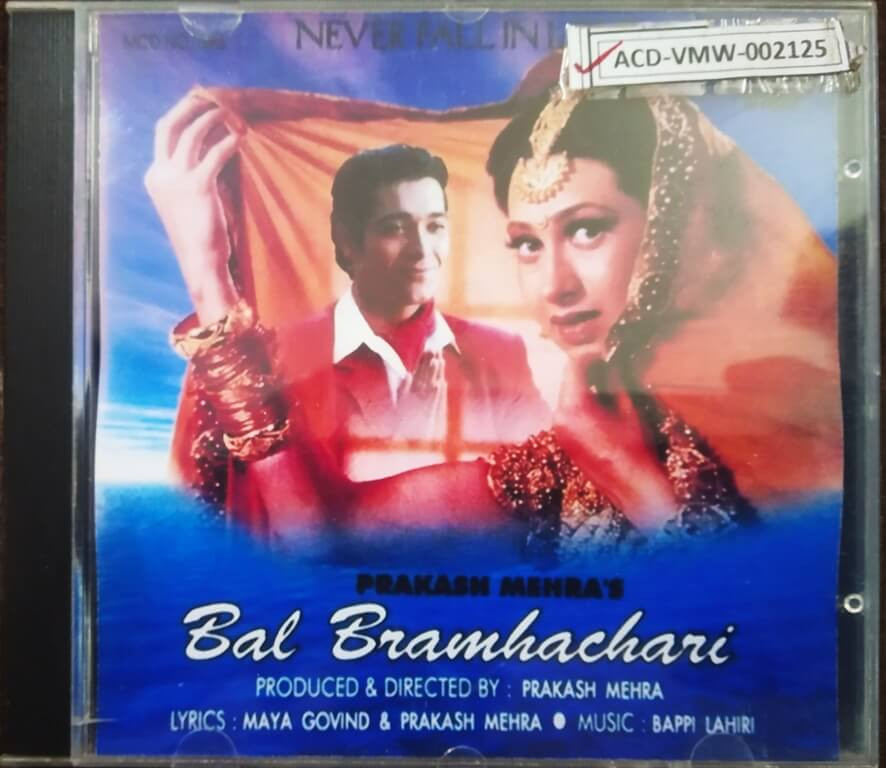 NEVER FALL IN
ACD-VMW-002125
PRAKASH MEHRA'S
Bal Bramhachari
PRODUCED & DIRECTED BY : PRAKASH MEHRA
LYRICS : MAYA GOVIND & PRAKASH MEHRA ● MUSIC : BAPPI LAHIRI